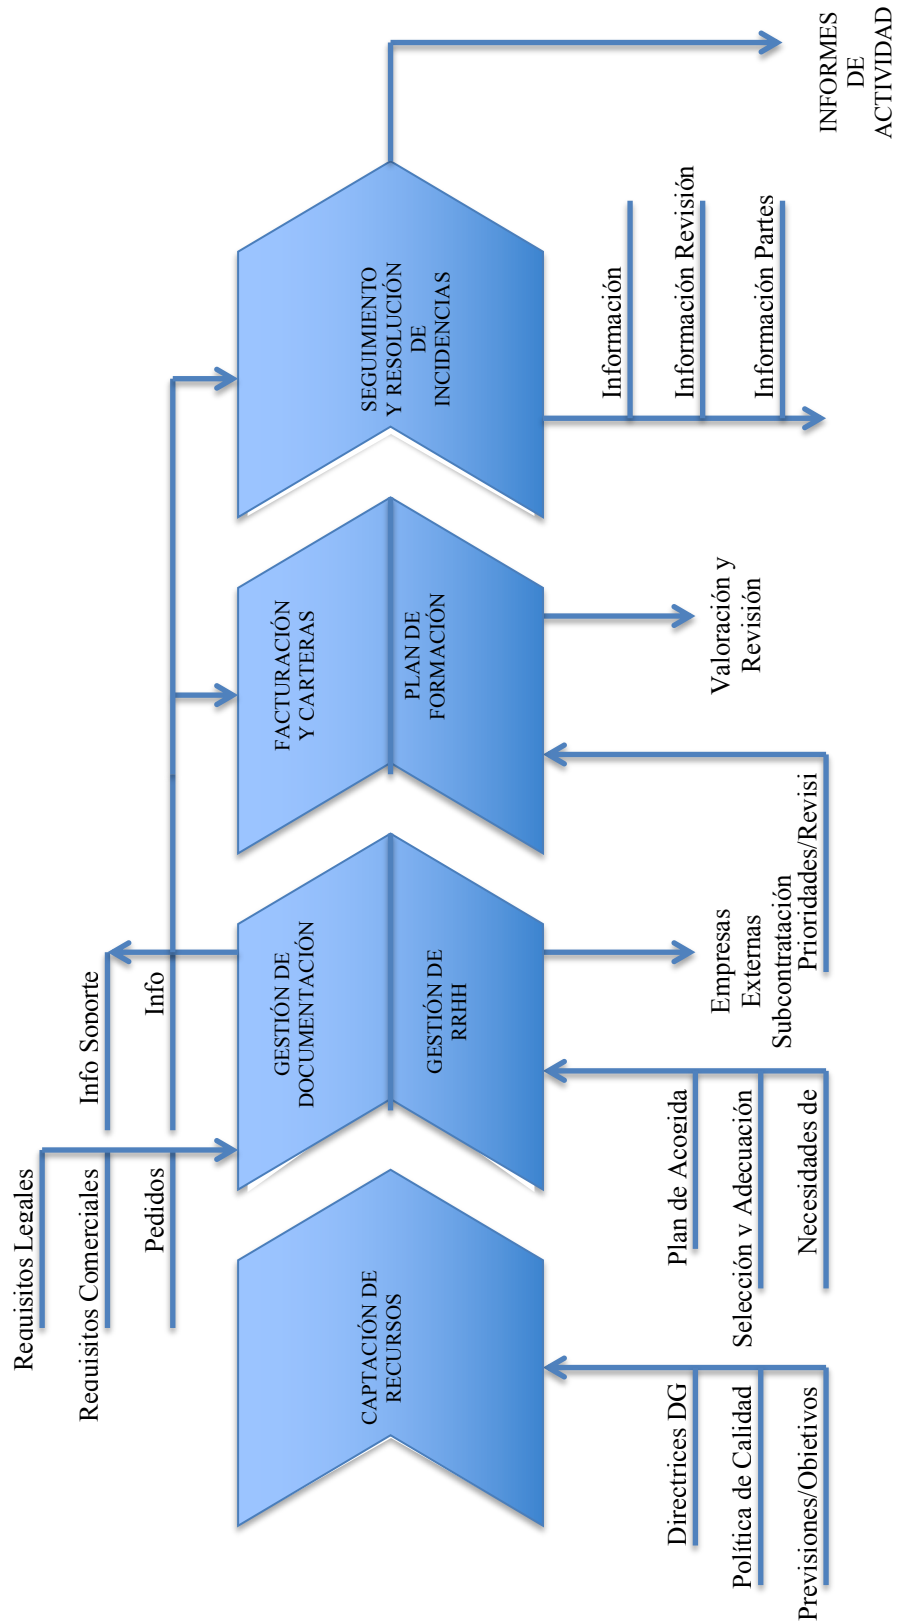 Requisitos Legales
Requisitos Comerciales
Pedidos
Info Soporte
Info
CAPTACIÓN DE
RECURSOS
GESTIÓN DE
DOCUMENTACIÓN
GESTIÓN DE
RRHH
FACTURACIÓN
Y CARTERAS
PLAN DE
FORMACIÓN
SEGUIMIENTO
Y RESOLUCIÓN
DE
INCIDENCIAS
Directrices DG
Política de Calidad
Previsiones/Objetivos
Plan de Acogida
Selección y Adecuación
Necesidades de
Empresas
Externas
Subcontratación
Prioridades/Revisi
Valoración y
Revisión
Información
Información Revisión
Información Partes
INFORMES
DE
ACTIVIDAD